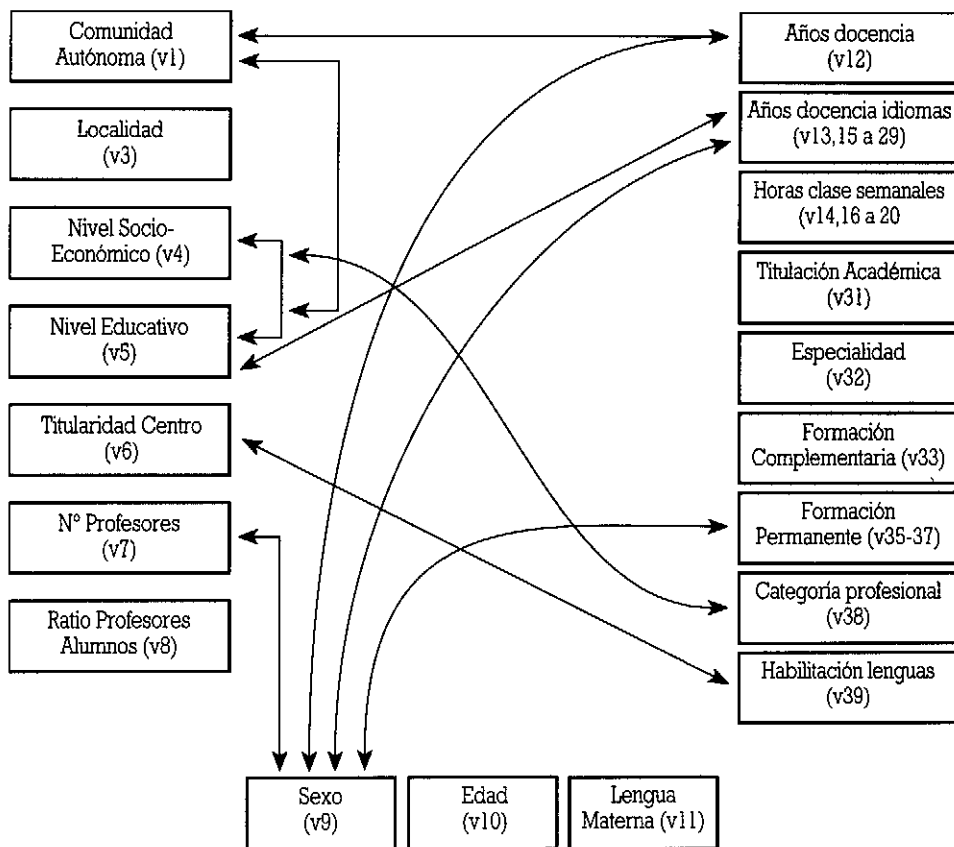 Comunidad
Autónoma (v1)
Localidad
(v3)
Nivel Socio-
Económico (v4)
Nivel Educativo
(v5)
Titularidad Centro
(v6)
Nº Profesores
(v7)
Ratio Profesores
Alumnos (v8)
Años docencia
(v12)
Años docencia idiomas
(v13,15 a 29)
Horas clase semanales
(v14,16 a 20
Titulación Académica
(v31)
Especialidad
(v32)
Formación
Complementaria (v33)
Formación
Permanente (v35-37)
Categoría profesional
(v38)
Habilitación lenguas
(v39)
Sexo
(v9)
Edad
(v10)
Lengua
Materna (v11)